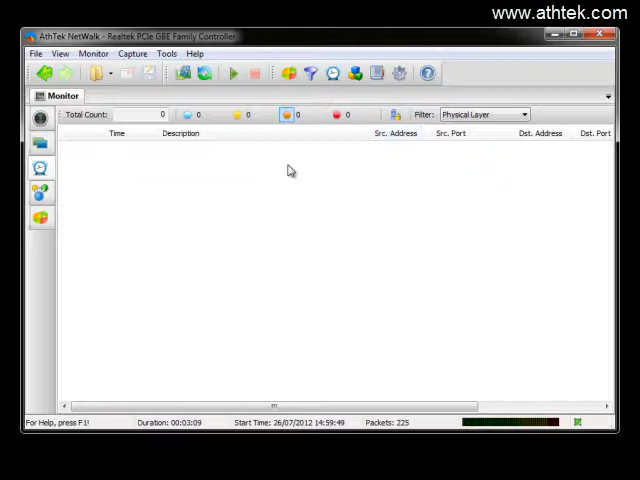 www.athtek.com
AthTek NetWalk - Realtek PCIe GBE Family Controller
File View Monitor Capture Tools Help
Monitor
Total Count: 0 0 0 0 0 Filter: Physical Layer
Time Description Src. Address Src. Port Dst. Address Dst. Port
For Help, press F1! Duration: 00:03:09 Start Time: 26/07/2012 14:59:49 Packets: 225